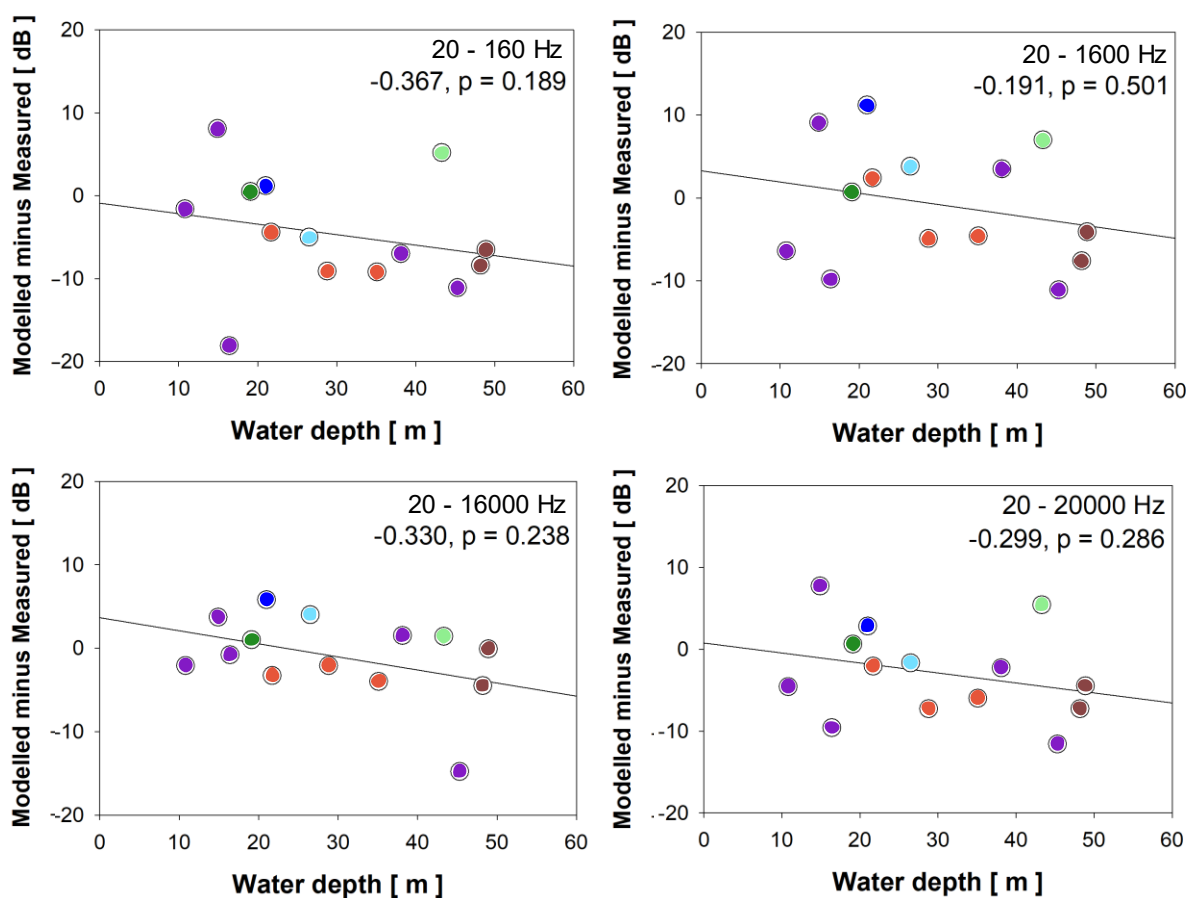 20 - 160 Hz
-0.367, p = 0.189
Modelled minus Measured [ dB ]
20
10
0
-10
-20
0 10 20 30 40 50 60
Water depth [ m ]
20 - 1600 Hz
-0.191, p = 0.501
Modelled minus Measured [ dB ]
20
10
0
-10
-20
0 10 20 30 40 50 60
Water depth [ m ]
20 - 16000 Hz
-0.330, p = 0.238
Modelled minus Measured [ dB ]
20
10
0
-10
-20
0 10 20 30 40 50 60
Water depth [ m ]
20 - 20000 Hz
-0.299, p = 0.286
Modelled minus Measured [ dB ]
20
10
0
-10
-20
0 10 20 30 40 50 60
Water depth [ m ]